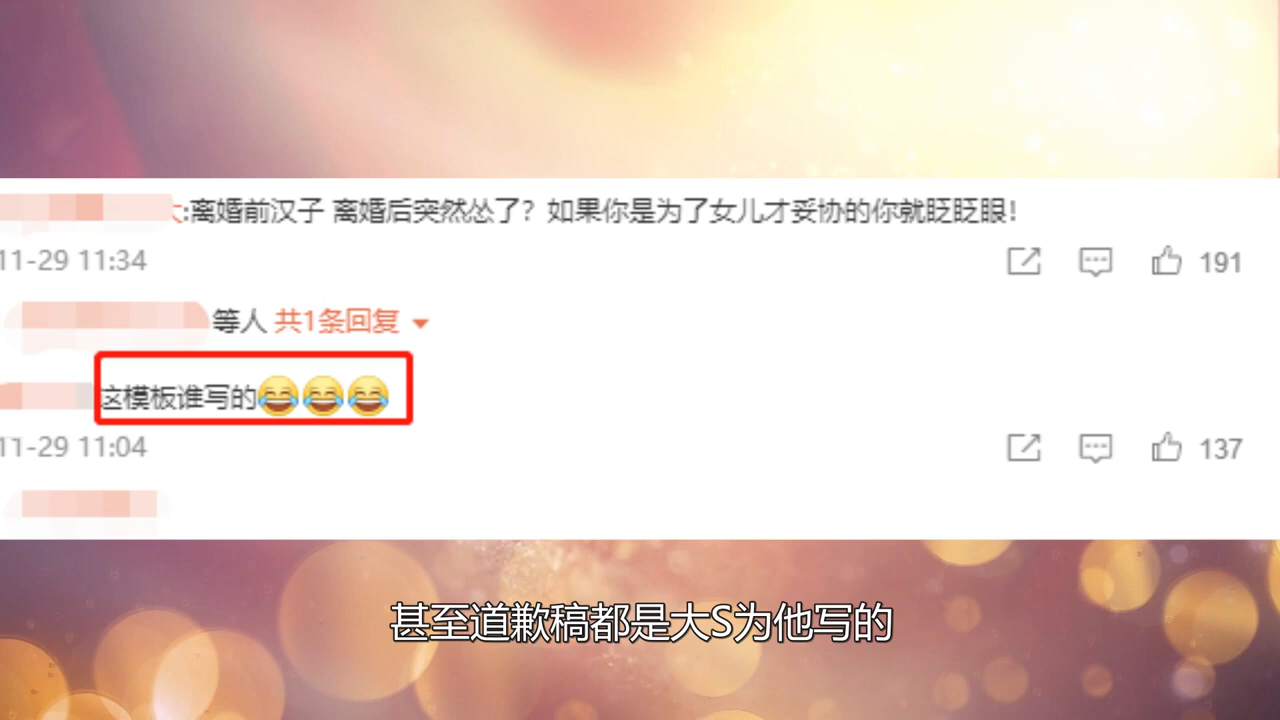 :离婚前汉子 离婚后突然怂了？如果你是为了女儿才妥协的你就眨眨眼！
11-29 11:34
191
等人 共1条回复
这模板谁写的😂😂😂
11-29 11:04
137
甚至道歉稿都是大S为他写的